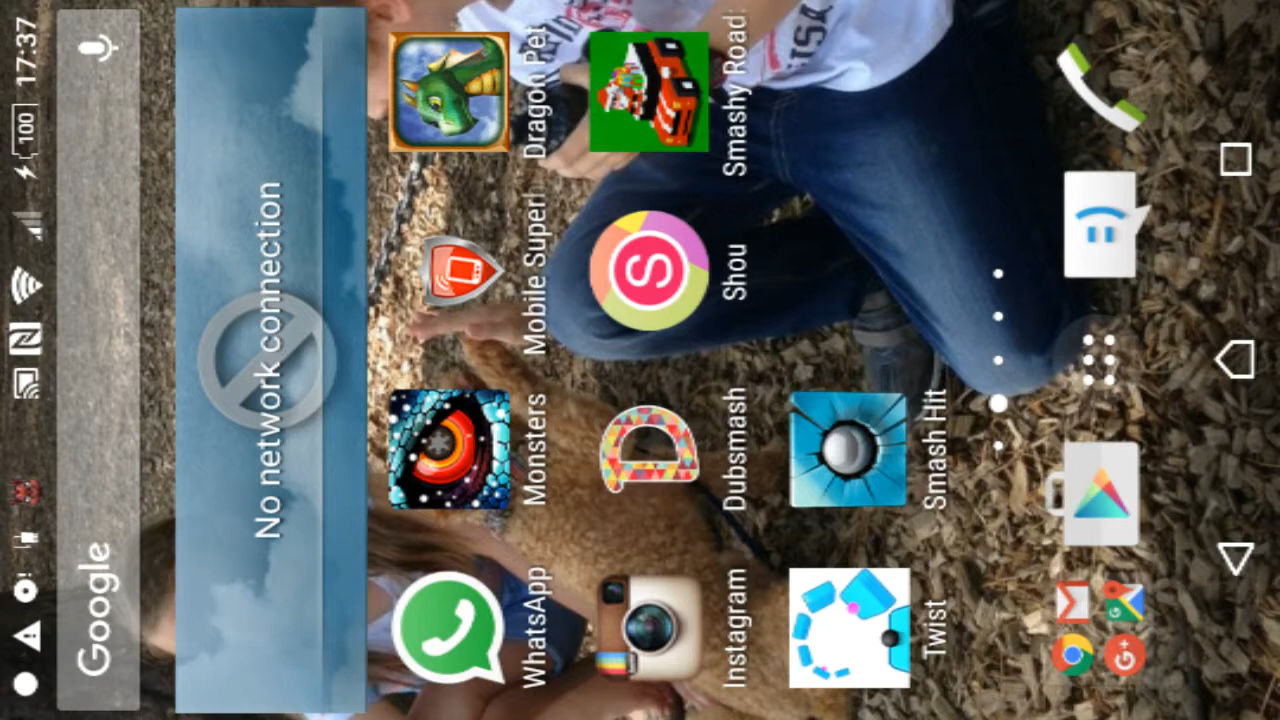 100 17:37
Google
No network connection
WhatsApp
Monsters
Mobile Superl
Dragon Pet
Instagram
Dubsmash
Shou
Smashy Road:
Twist
Smash Hit